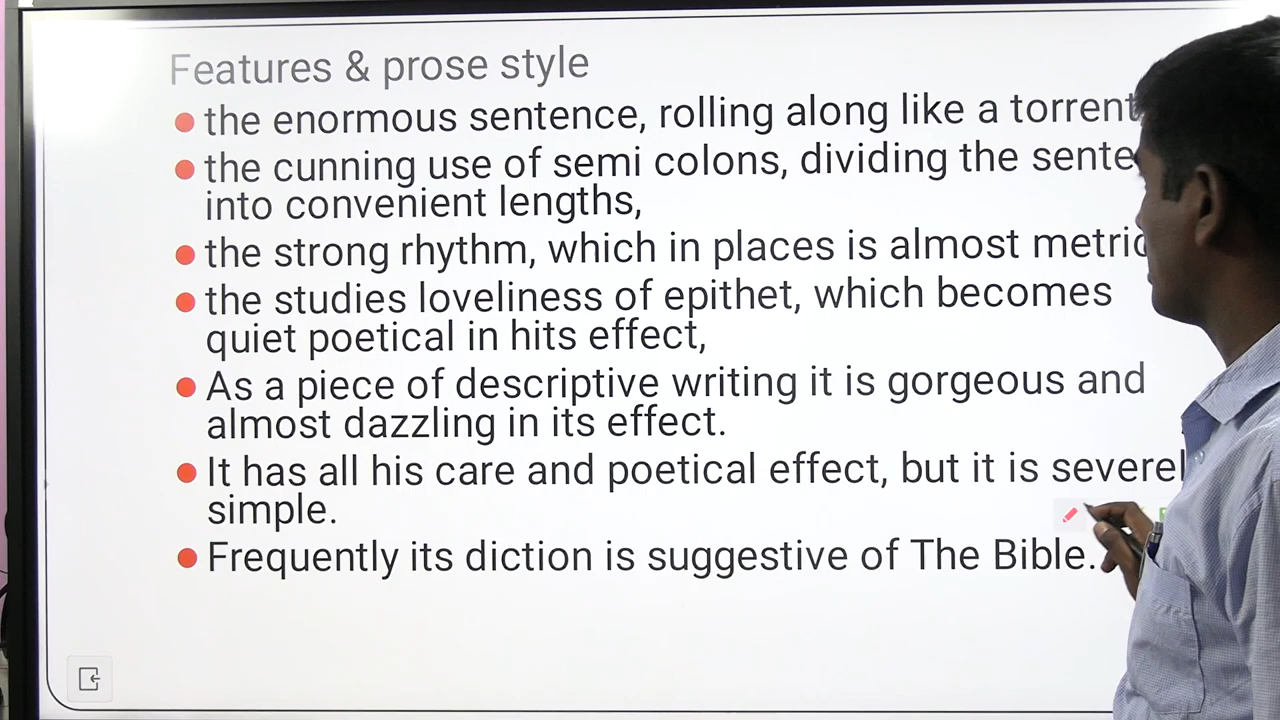 Features & prose style
the enormous sentence, rolling along like a torrent
the cunning use of semi colons, dividing the
into convenient lengths,
the strong rhythm, which in places is almost
the studies loveliness of epithet, which becomes
quiet poetical in hits effect,
As a piece of descriptive writing it is gorgeous and
almost dazzling in its effect.
It has all his care and poetical effect, but it is
simple.
Frequently its diction is suggestive of The Bible.